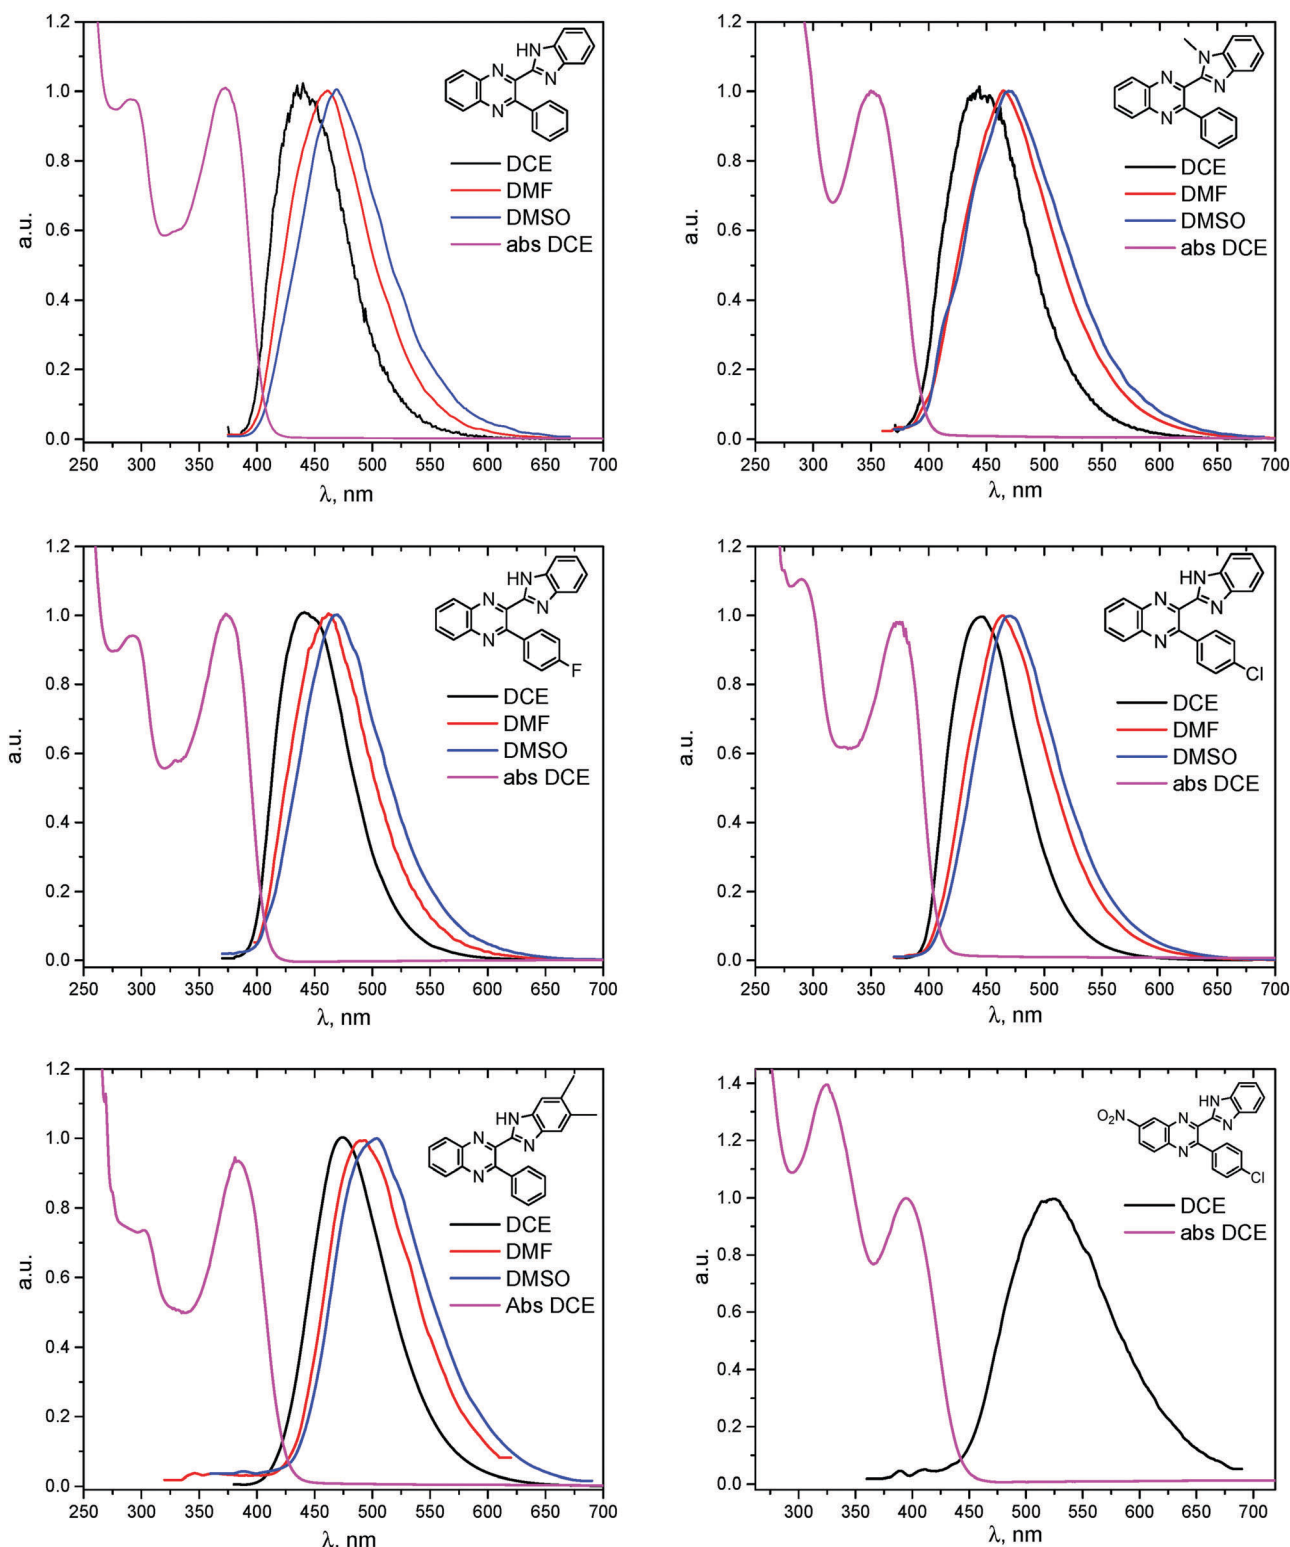 1.2
1.0
0.8
0.6
0.4
0.2
0.0
a.u.
HN
N
N
N
DCE
DMF
DMSO
abs DCE
250 300 350 400 450 500 550 600 650 700
λ, nm
1.2
1.0
0.8
0.6
0.4
0.2
0.0
a.u.
N
N
N
N
DCE
DMF
DMSO
abs DCE
250 300 350 400 450 500 550 600 650 700
λ, nm
1.2
1.0
0.8
0.6
0.4
0.2
0.0
a.u.
HN
N
N
N
F
DCE
DMF
DMSO
abs DCE
250 300 350 400 450 500 550 600 650 700
λ, nm
1.2
1.0
0.8
0.6
0.4
0.2
0.0
a.u.
HN
N
N
N
Cl
DCE
DMF
DMSO
abs DCE
250 300 350 400 450 500 550 600 650 700
λ, nm
1.2
1.0
0.8
0.6
0.4
0.2
0.0
a.u.
HN
N
N
N
DCE
DMF
DMSO
Abs DCE
250 300 350 400 450 500 550 600 650 700
λ, nm
1.4
1.2
1.0
0.8
0.6
0.4
0.2
0.0
a.u.
HN
O₂N
N
N
N
Cl
DCE
abs DCE
300 350 400 450 500 550 600 650 700
λ, nm